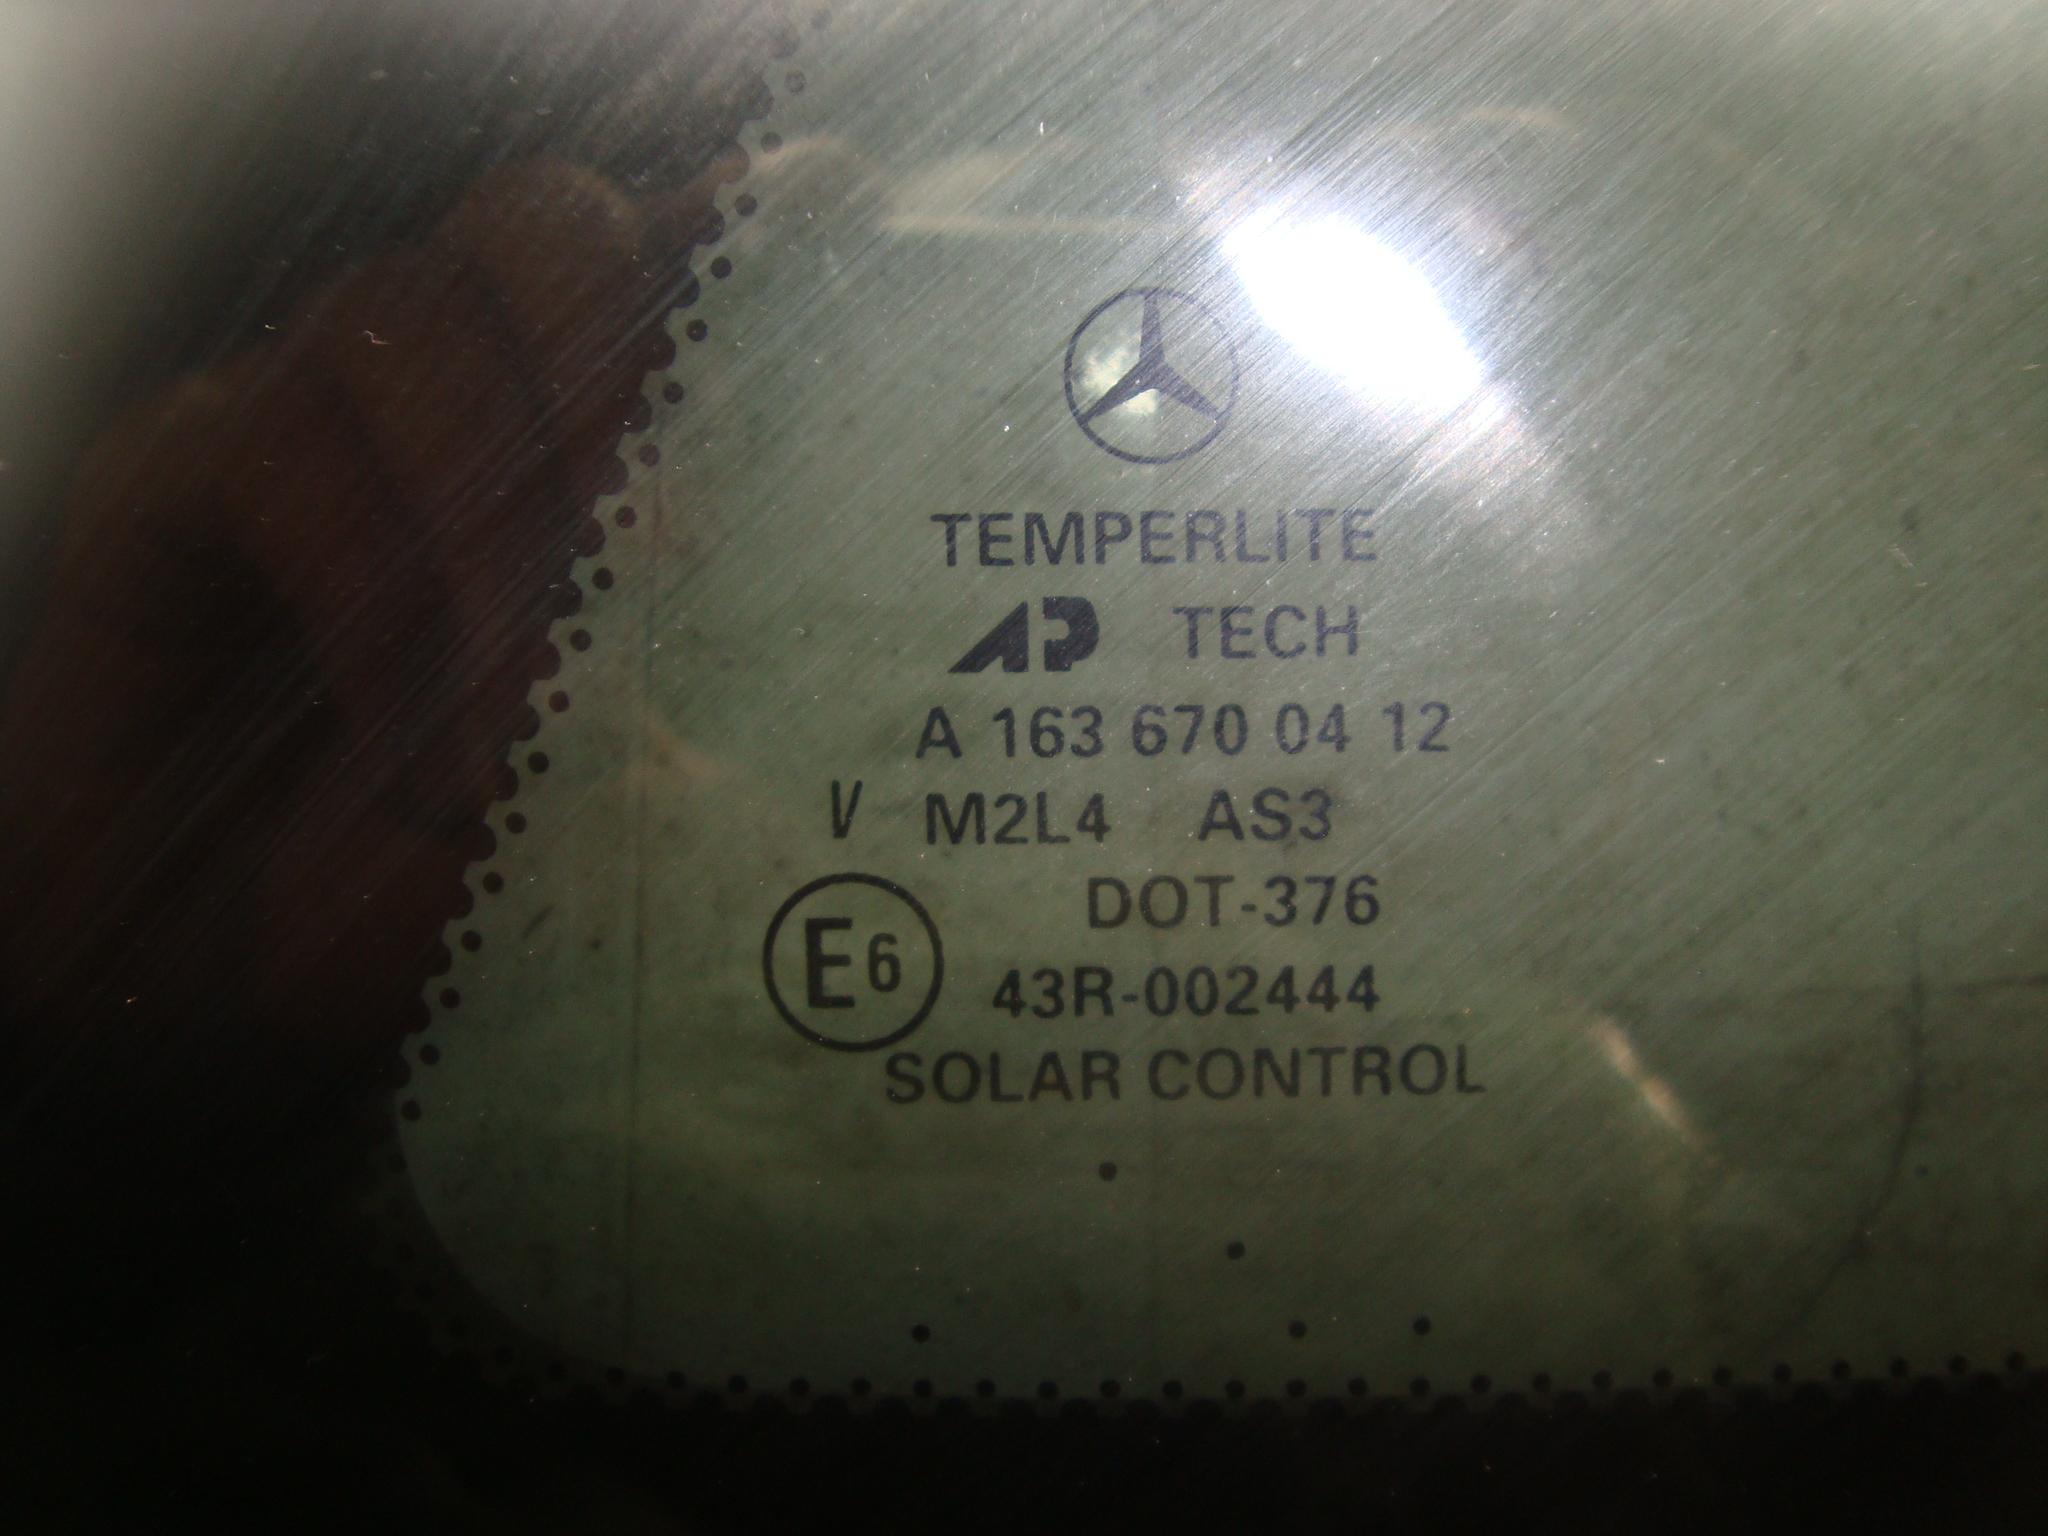 TEMPERLITE
AP TECH
A 163 670 04 12
V M2L4 AS3
DOT-376
E6 43R-002444
SOLAR CONTROL